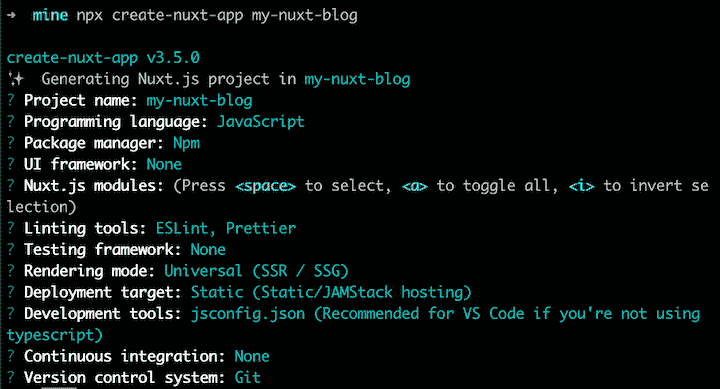 → mine npx create-nuxt-app my-nuxt-blog
create-nuxt-app v3.5.0
✨ Generating Nuxt.js project in my-nuxt-blog
? Project name: my-nuxt-blog
? Programming language: JavaScript
? Package manager: Npm
? UI framework: None
? Nuxt.js modules: (Press <space> to select, <a> to toggle all, <i> to invert se
lection)
? Linting tools: ESLint, Prettier
? Testing framework: None
? Rendering mode: Universal (SSR / SSG)
? Deployment target: Static (Static/JAMStack hosting)
? Development tools: jsconfig.json (Recommended for VS Code if you're not using
typescript)
? Continuous integration: None
? Version control system: Git